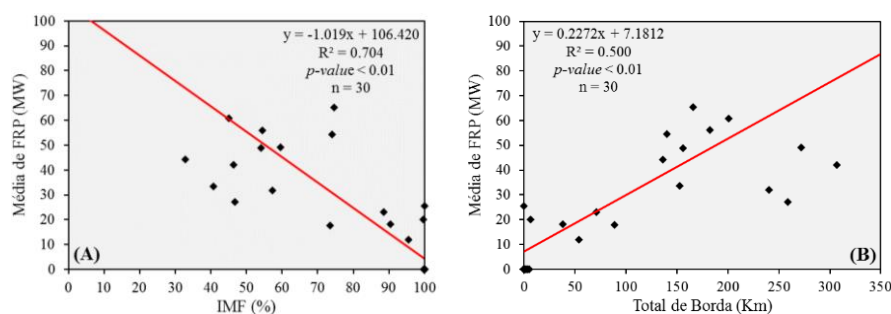 y = -1.019x + 106.420
R² = 0.704
p-value < 0.01
n = 30
Média de FRP (MW)
100
90
80
70
60
50
40
30
20
10
0
(A)
0 10 20 30 40 50 60 70 80 90 100
IMF (%)
y = 0.2272x + 7.1812
R² = 0.500
p-value < 0.01
n = 30
Média de FRP (MW)
100
90
80
70
60
50
40
30
20
10
0
(B)
0 50 100 150 200 250 300 350
Total de Borda (Km)